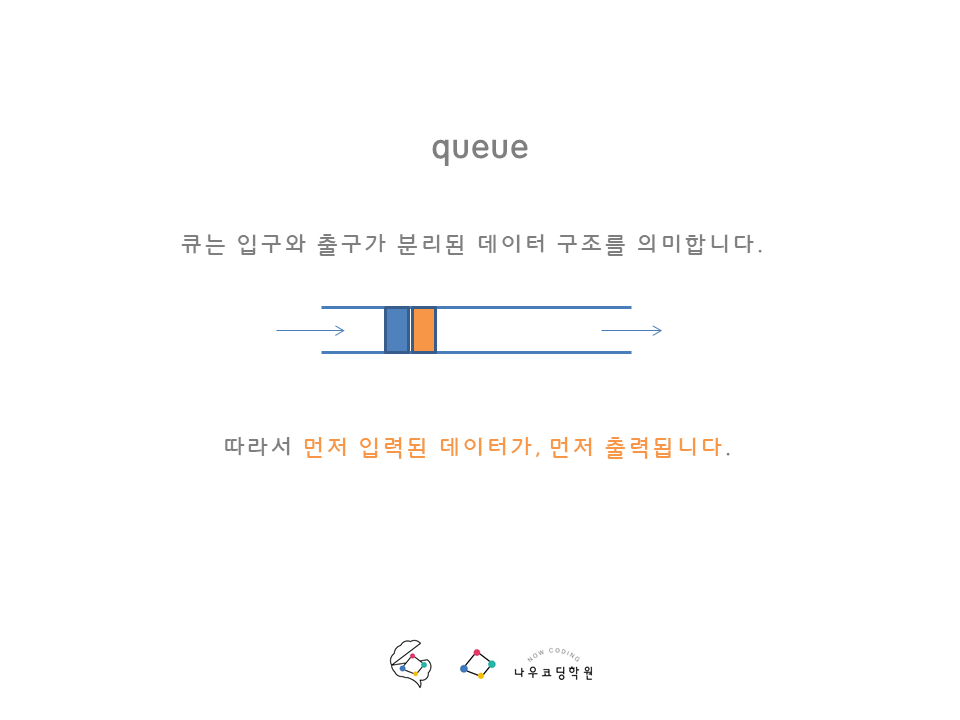 queue
큐는 입구와 출구가 분리된 데이터 구조를 의미합니다.
따라서 먼저 입력된 데이터가, 먼저 출력됩니다.
NOW CODING
나우코딩학원